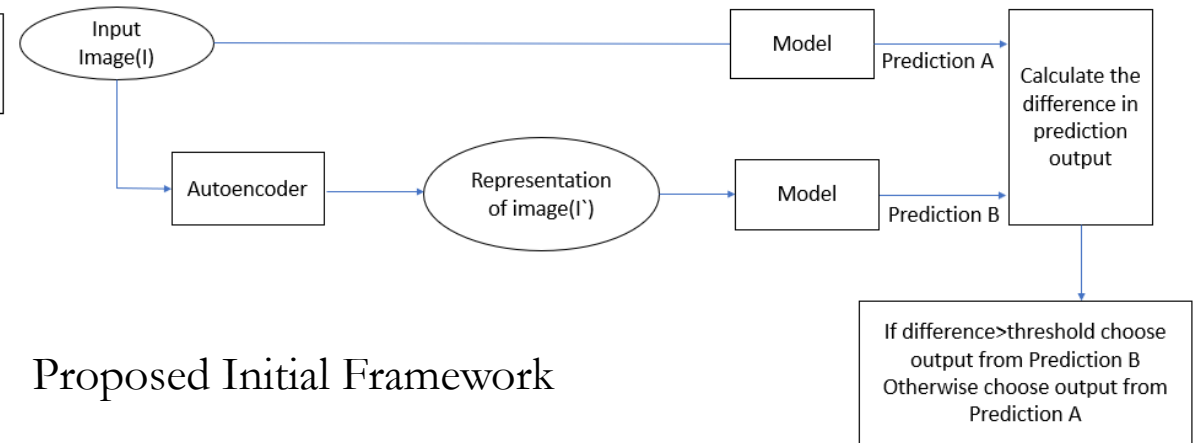 Input
Image(I)
Model
Prediction A
Calculate the
difference in
prediction
output
Autoencoder
Representation
of image(I`)
Model
Prediction B
If difference>threshold choose
output from Prediction B
Otherwise choose output from
Prediction A
Proposed Initial Framework